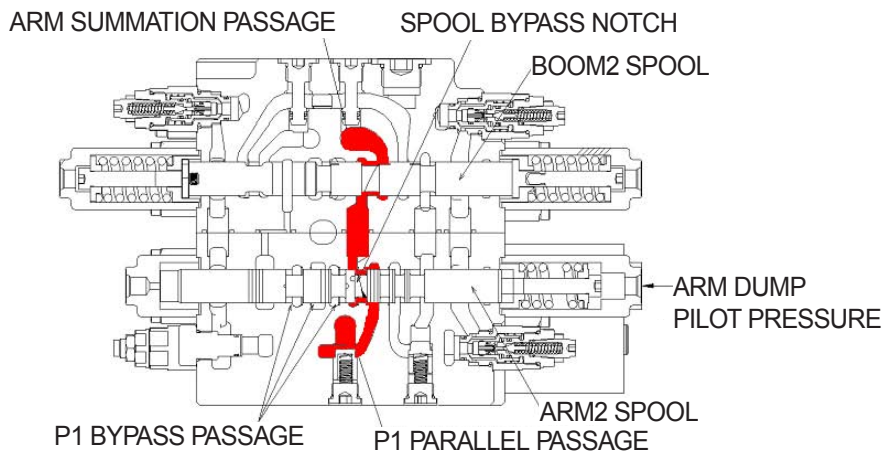 ARM SUMMATION PASSAGE
SPOOL BYPASS NOTCH
BOOM2 SPOOL
ARM DUMP
PILOT PRESSURE
ARM2 SPOOL
P1 BYPASS PASSAGE
P1 PARALLEL PASSAGE